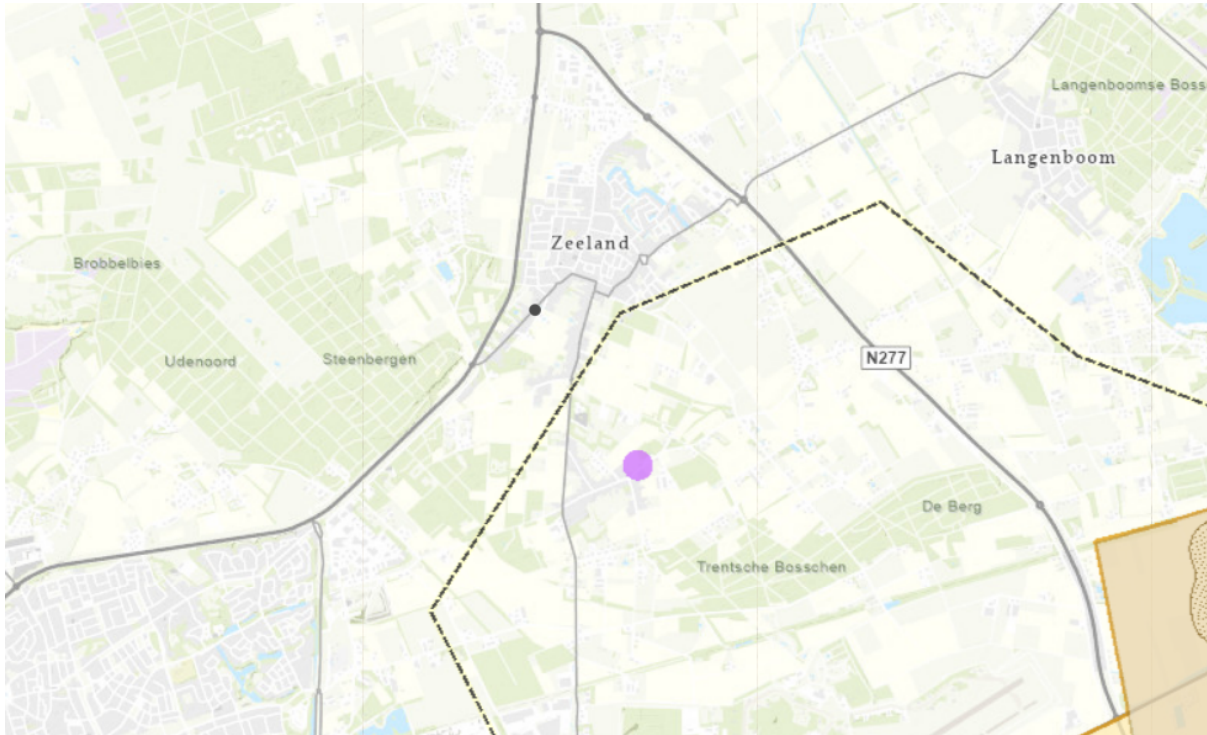 Langenboomse Boss
Langenboom
Zeeland
Brobbelbies
Udenoord
Steenbergen
N277
De Berg
Trentsche Bosschen